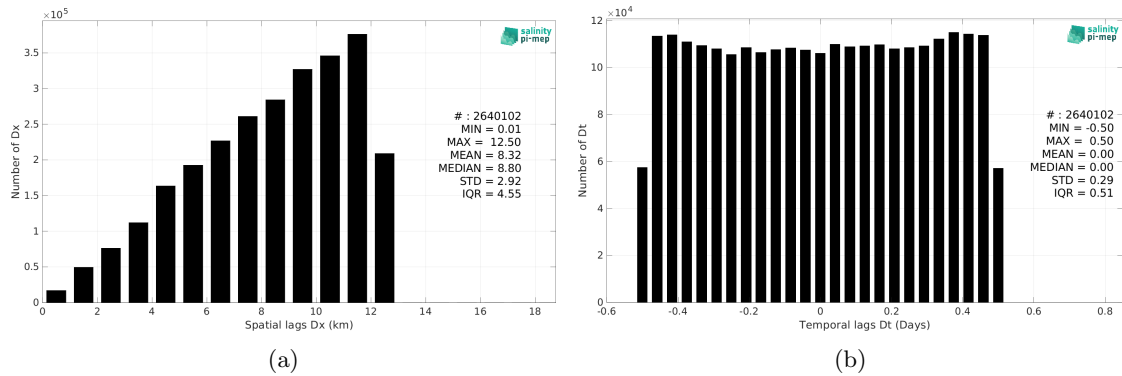 ×10^5
3.5
3
2.5
2
1.5
1
0.5
0
0 2 4 6 8 10 12 14 16 18
Number of Dx
Spatial lags Dx (km)
salinity
pi-mep
# : 2640102
MIN = 0.01
MAX = 12.50
MEAN = 8.32
MEDIAN = 8.80
STD = 2.92
IQR = 4.55
(a)
×10^4
12
10
8
6
4
2
0
-0.6 -0.4 -0.2 0 0.2 0.4 0.6 0.8
Number of Dt
Temporal lags Dt (Days)
salinity
pi-mep
# : 2640102
MIN = -0.50
MAX = 0.50
MEAN = 0.00
MEDIAN = 0.00
STD = 0.29
IQR = 0.51
(b)